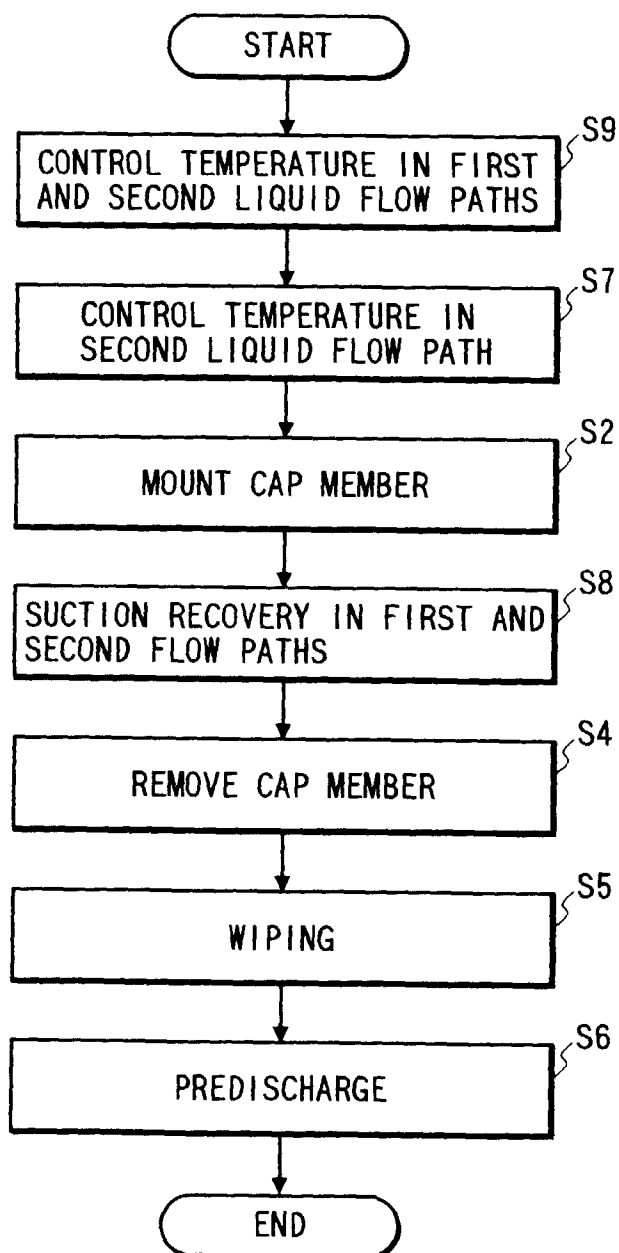 START
S9
CONTROL TEMPERATURE IN FIRST
AND SECOND LIQUID FLOW PATHS
S7
CONTROL TEMPERATURE IN
SECOND LIQUID FLOW PATH
S2
MOUNT CAP MEMBER
S8
SUCTION RECOVERY IN FIRST AND
SECOND FLOW PATHS
S4
REMOVE CAP MEMBER
S5
WIPING
S6
PREDISCHARGE
END